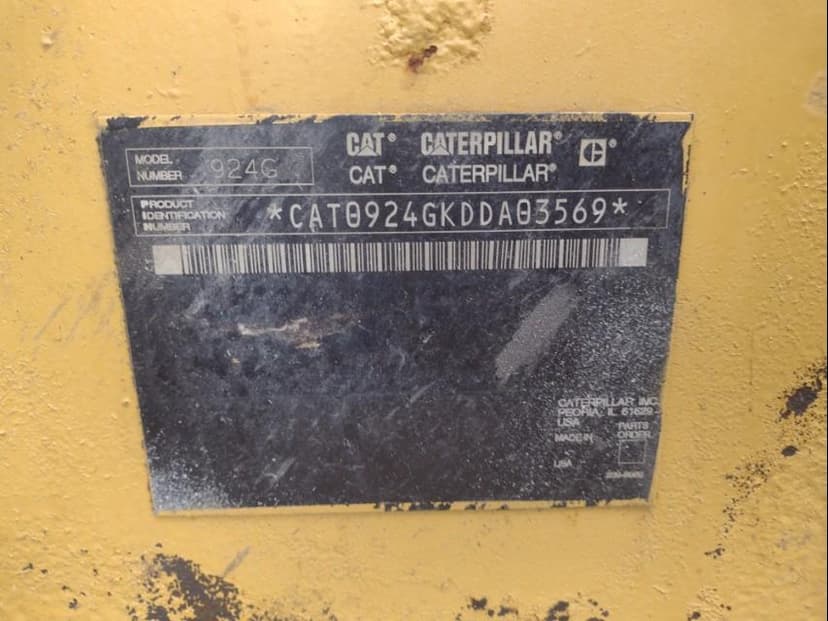 CAT® CATERPILLAR®
CAT® CATERPILLAR®
MODEL
NUMBER 924G
PRODUCT
IDENTIFICATION
NUMBER
*CAT0924GKDDA03569*
CATERPILLAR INC.
PEORIA, IL 61629
USA
MADE IN
USA
PARTS
ORDER